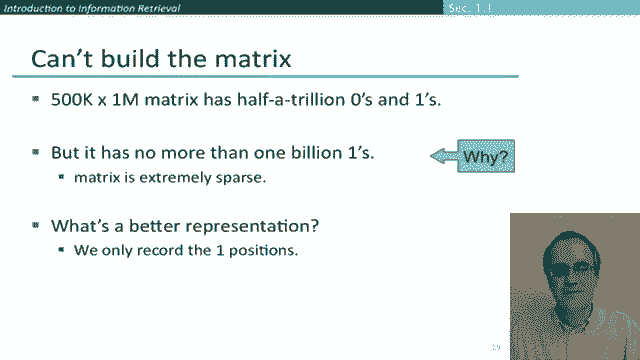 Introduction to Information Retrieval
Sec. 1.1
Can't build the matrix
500K x 1M matrix has half-a-trillion 0's and 1's.
But it has no more than one billion 1's.
Why?
matrix is extremely sparse.
What's a better representation?
We only record the 1 positions.